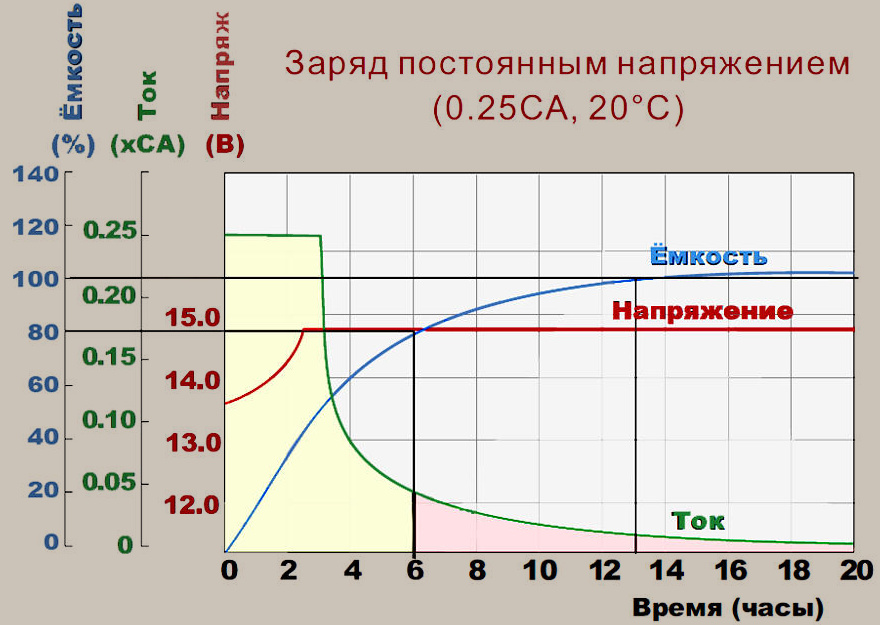 Заряд постоянным напряжением
(0.25CA, 20°C)
Ёмкость
(%)
Ток
(xCA)
Напряж
(В)
140
120
100
80
60
40
20
0
0.25
0.20
0.15
0.10
0.05
0
15.0
14.0
13.0
12.0
Ёмкость
Напряжение
Ток
0 2 4 6 8 10 12 14 16 18 20
Время (часы)